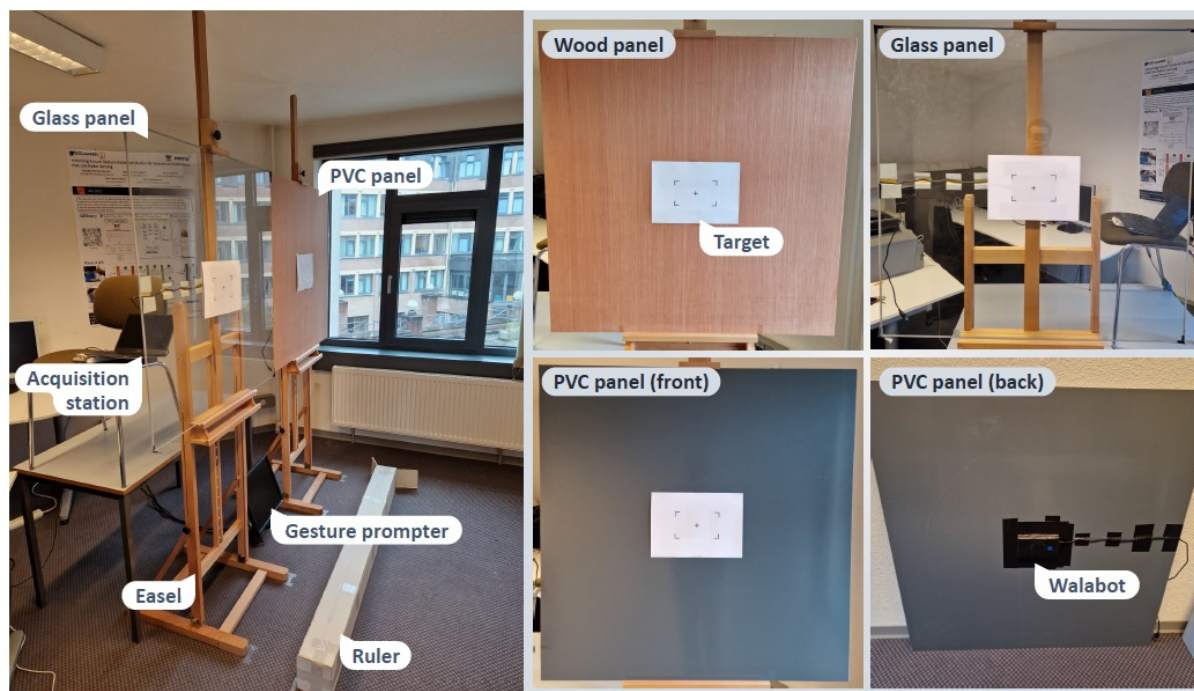 Glass panel
PVC panel
Acquisition
station
Gesture prompter
Easel
Ruler
Wood panel
Target
Glass panel
PVC panel (front)
PVC panel (back)
Walabot